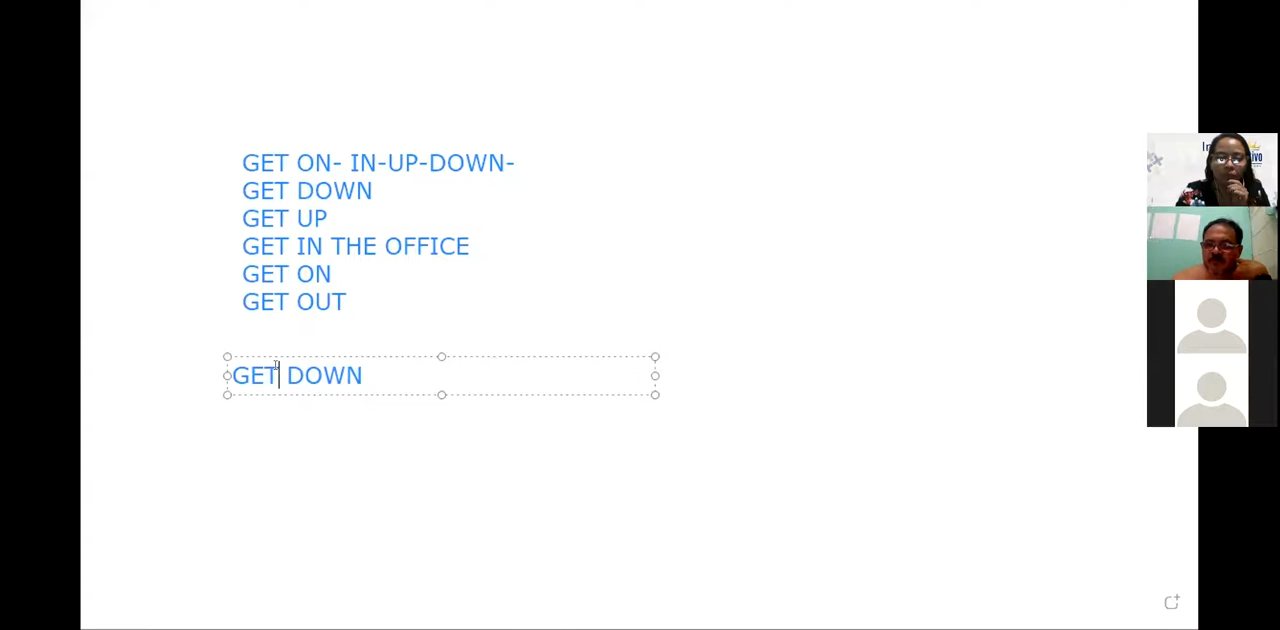 GET ON- IN-UP-DOWN-
GET DOWN
GET UP
GET IN THE OFFICE
GET ON
GET OUT
GET DOWN